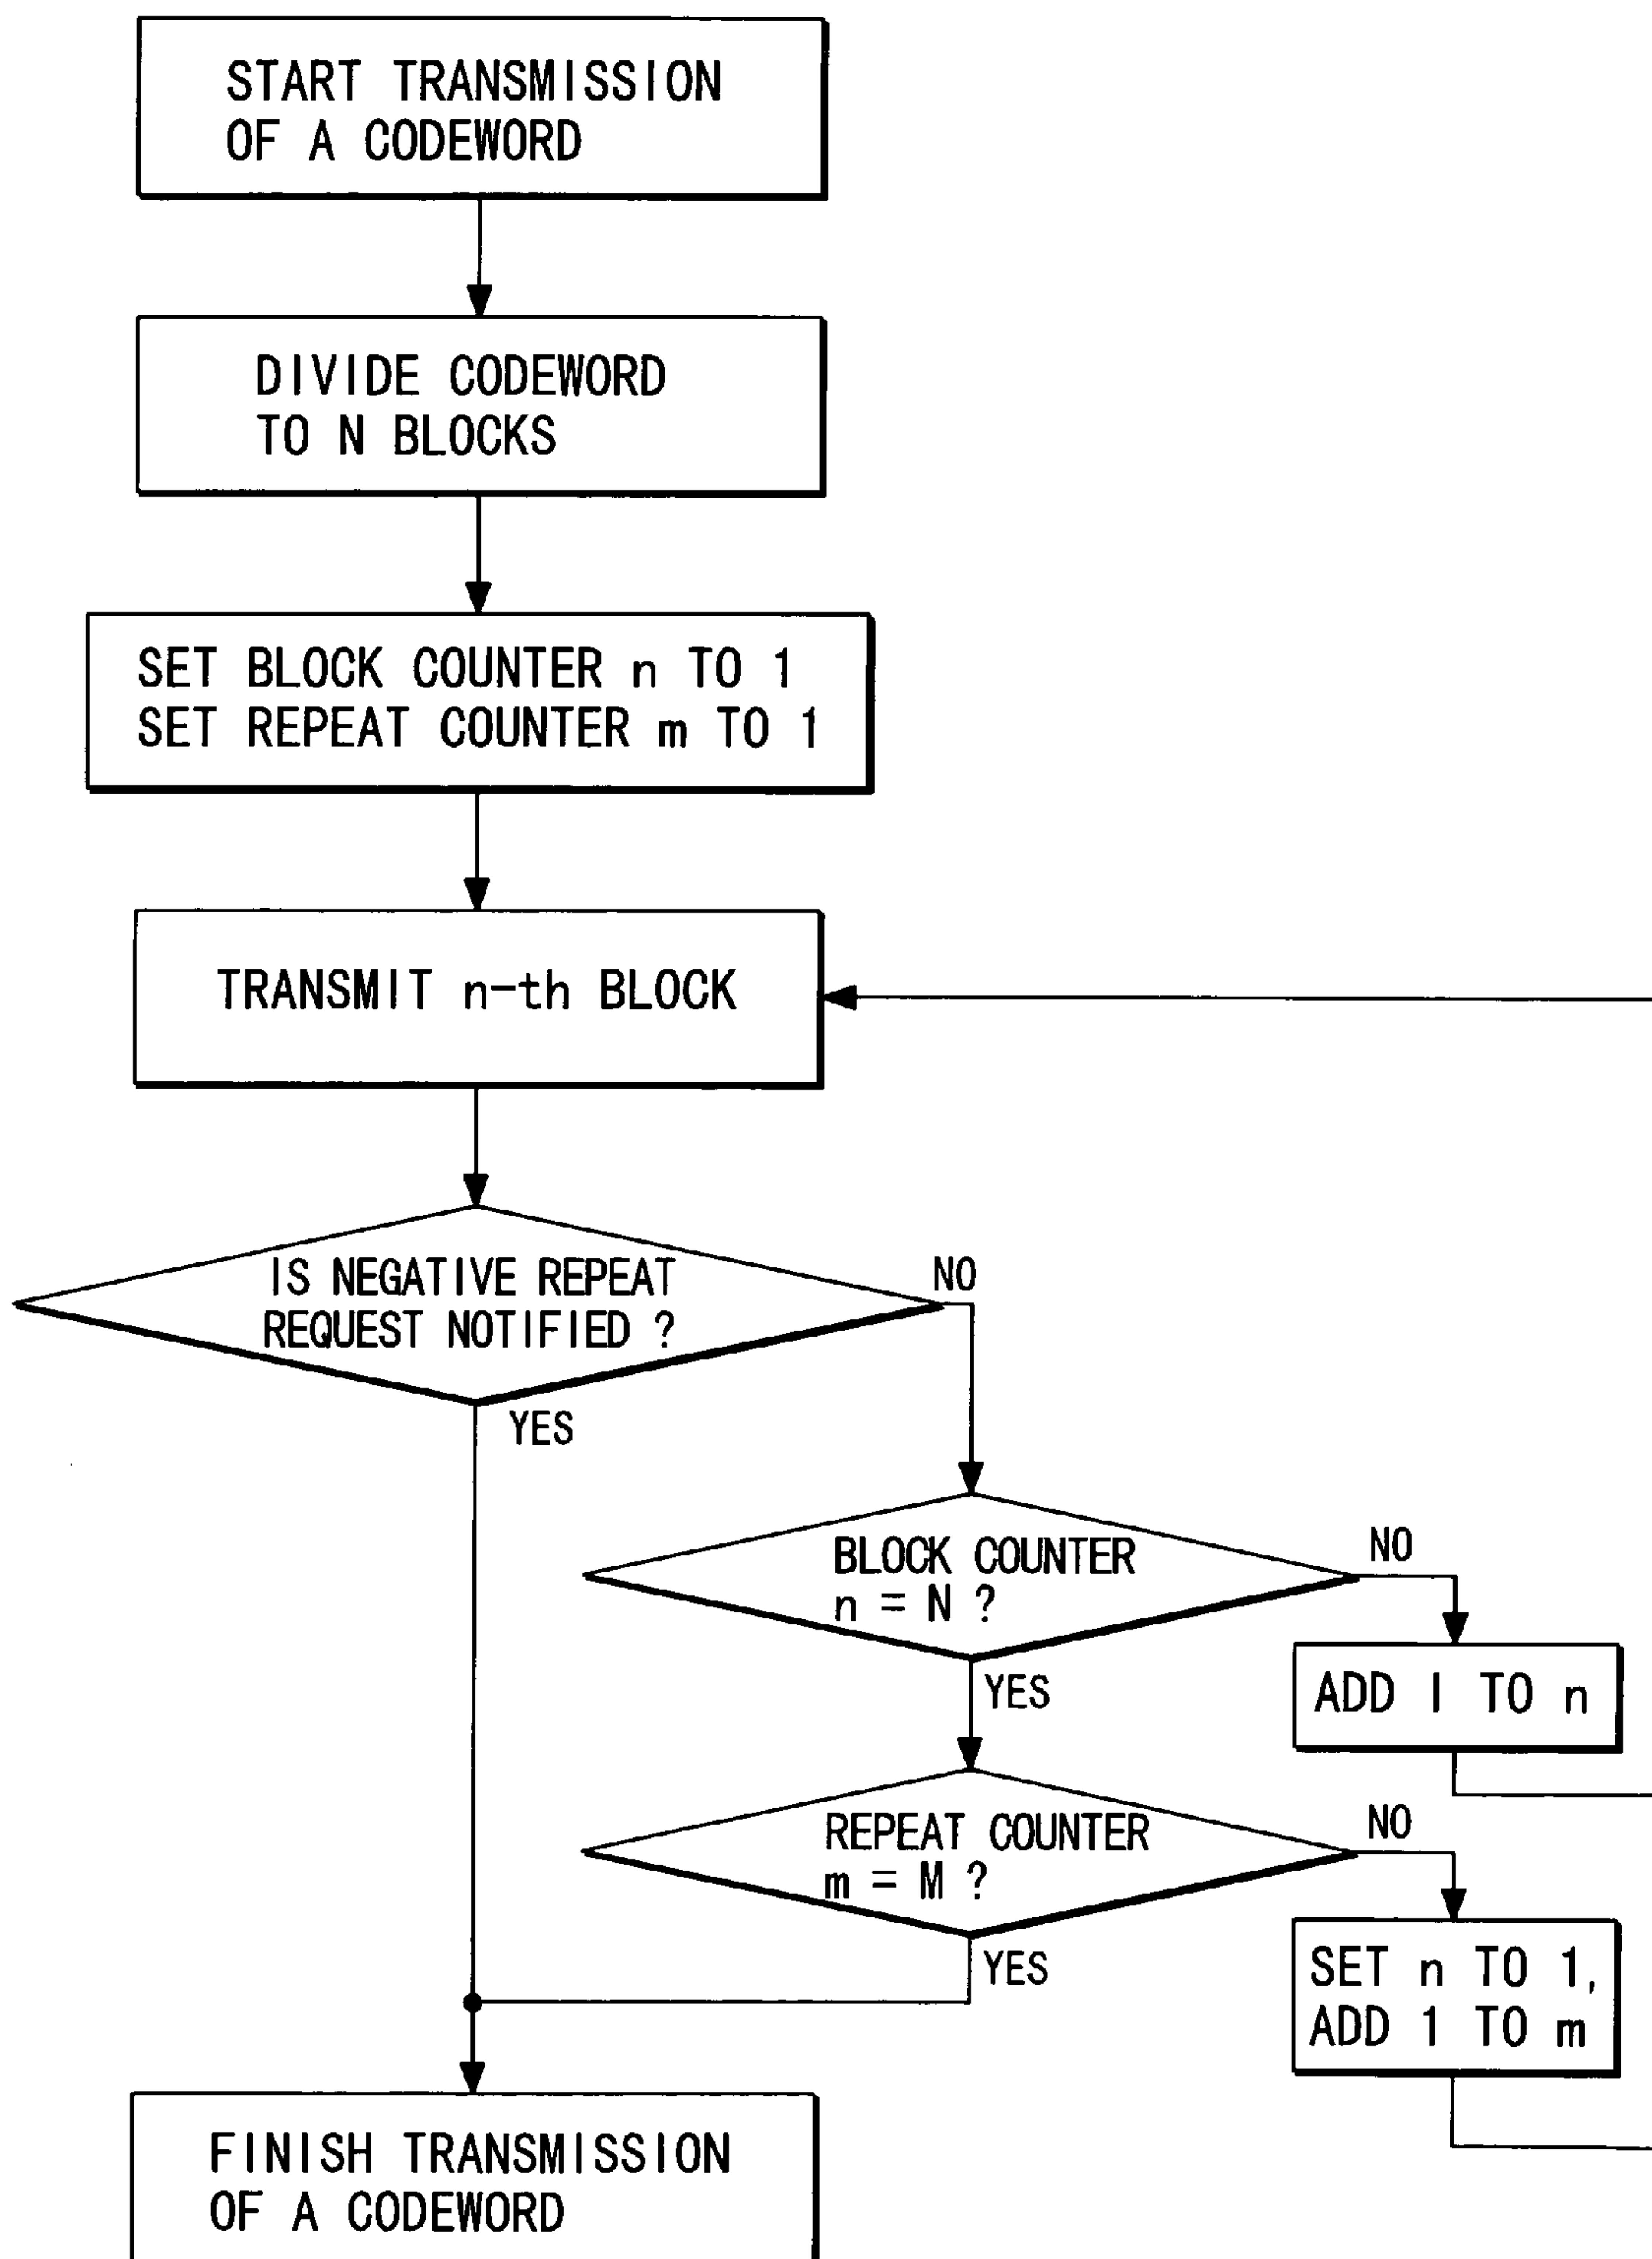 START TRANSMISSION
OF A CODEWORD
DIVIDE CODEWORD
TO N BLOCKS
SET BLOCK COUNTER n TO 1
SET REPEAT COUNTER m TO 1
TRANSMIT n-th BLOCK
IS NEGATIVE REPEAT
REQUEST NOTIFIED ?
NO
YES
BLOCK COUNTER
n = N ?
NO
YES
ADD 1 TO n
REPEAT COUNTER
m = M ?
NO
YES
SET n TO 1,
ADD 1 TO m
FINISH TRANSMISSION
OF A CODEWORD